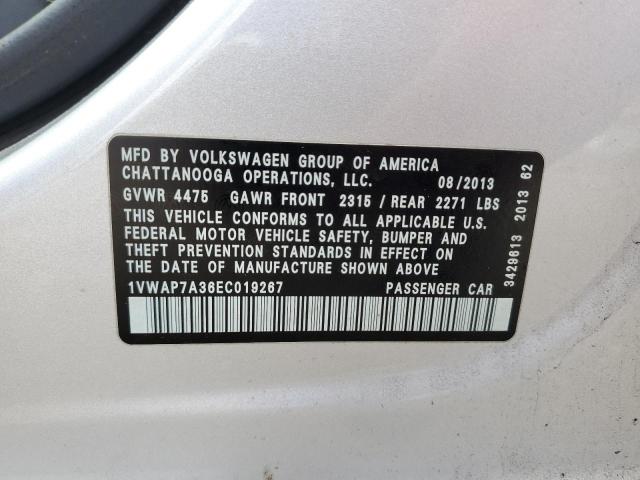 MFD BY VOLKSWAGEN GROUP OF AMERICA
CHATTANOOGA OPERATIONS, LLC. 08/2013
GVWR 4475 GAWR FRONT 2315 / REAR 2271 LBS
THIS VEHICLE CONFORMS TO ALL APPLICABLE U.S.
FEDERAL MOTOR VEHICLE SAFETY, BUMPER AND
THEFT PREVENTION STANDARDS IN EFFECT ON THE
DATE OF MANUFACTURE SHOWN ABOVE
1VWAP7A36EC019267 PASSENGER CAR
3429613 2013 62